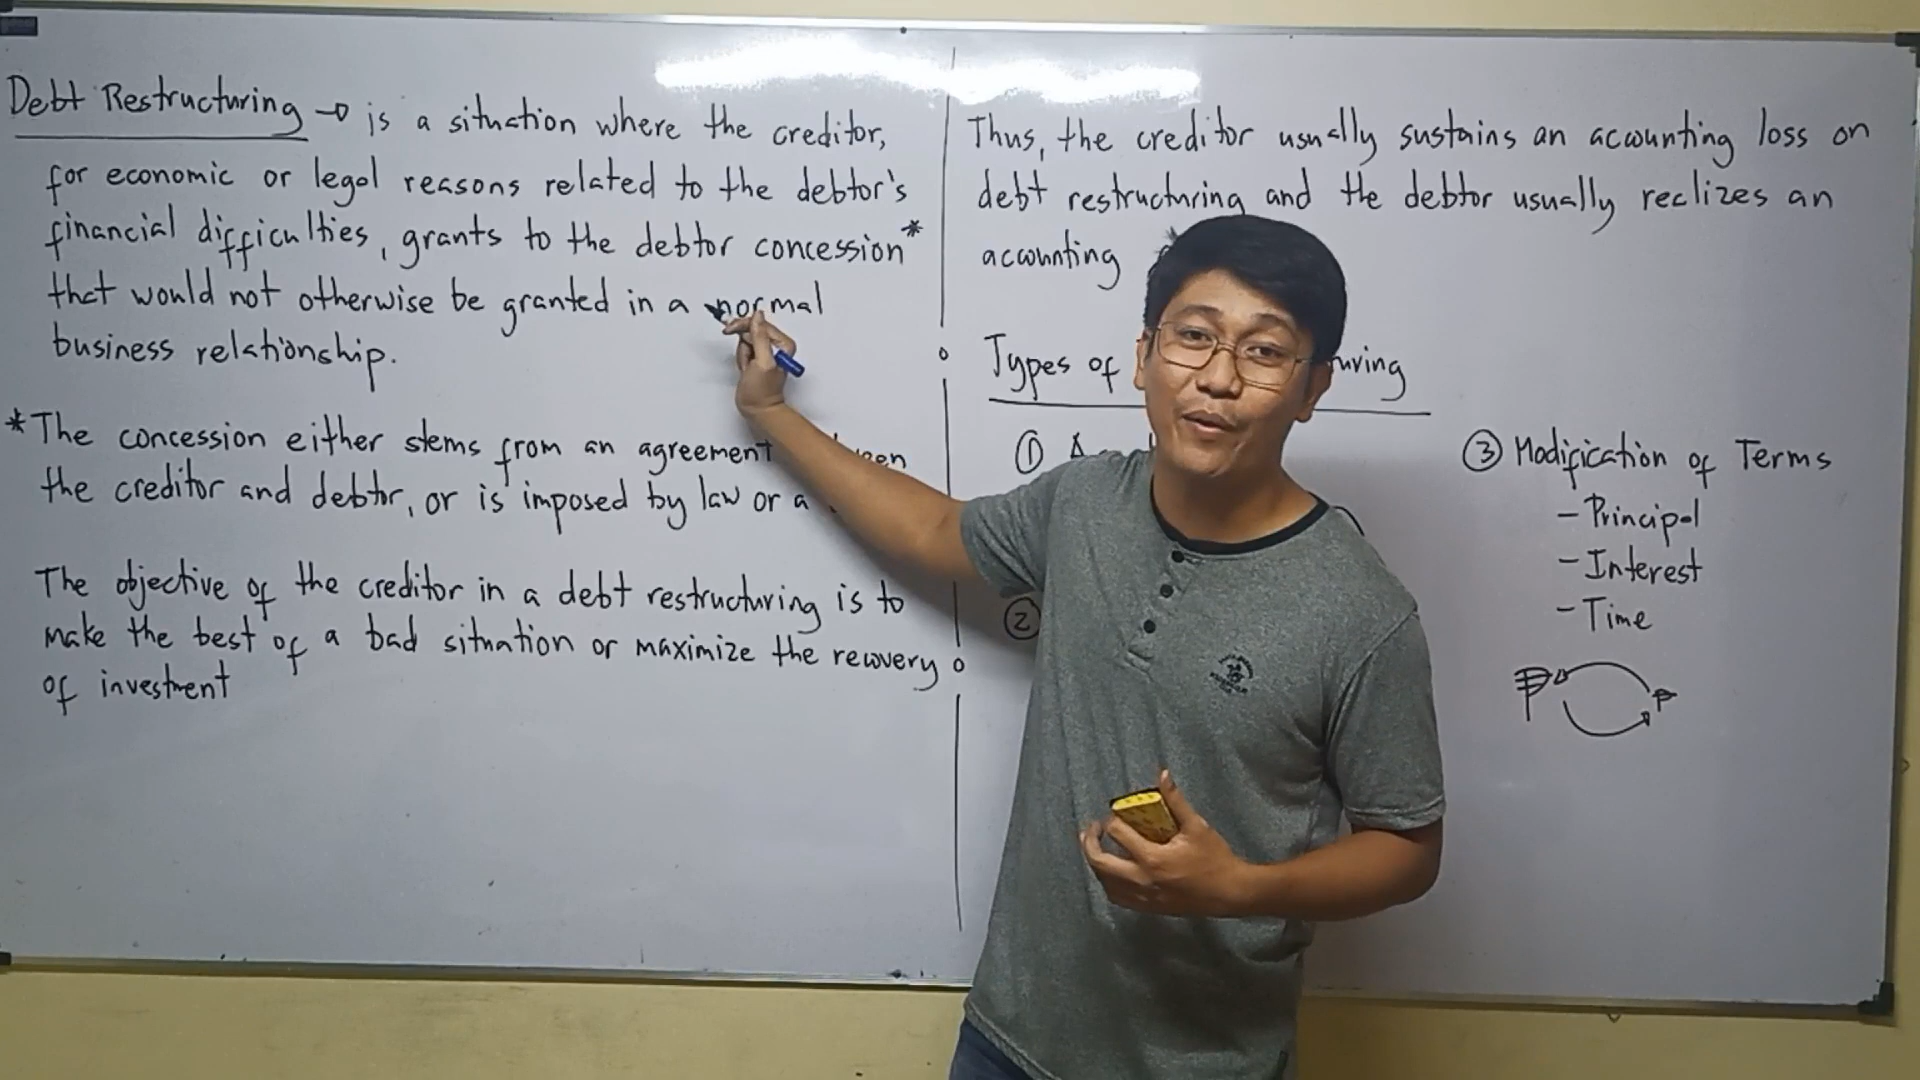 Debt Restructuring → is a situation where the creditor,
for economic or legal reasons related to the debtor's
financial difficulties, grants to the debtor concession*
that would not otherwise be granted in a normal
business relationship.
*The concession either stems from an agreement
the creditor and debtor, or is imposed by law or a
The objective of the creditor in a debt restructuring is to
make the best of a bad situation or maximize the recovery
of investment
Thus, the creditor usually sustains an accounting loss on
debt restructuring and the debtor usually realizes an
accounting
Types of
①
②
③ Modification of Terms
- Principal
- Interest
- Time
₱ ₱